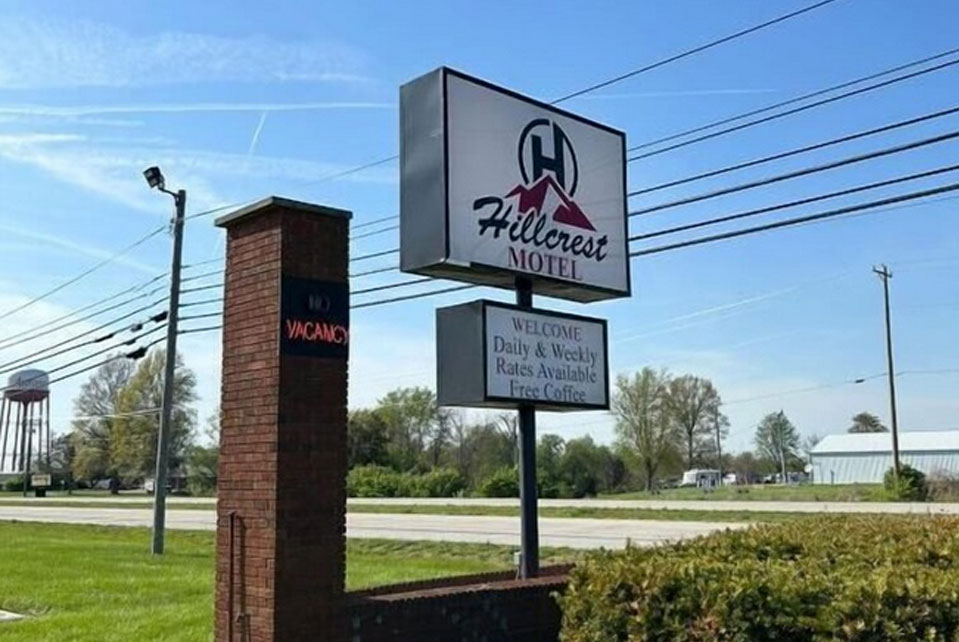 H
Hillcrest
MOTEL
NO
VACANCY
WELCOME
Daily & Weekly
Rates Available
Free Coffee